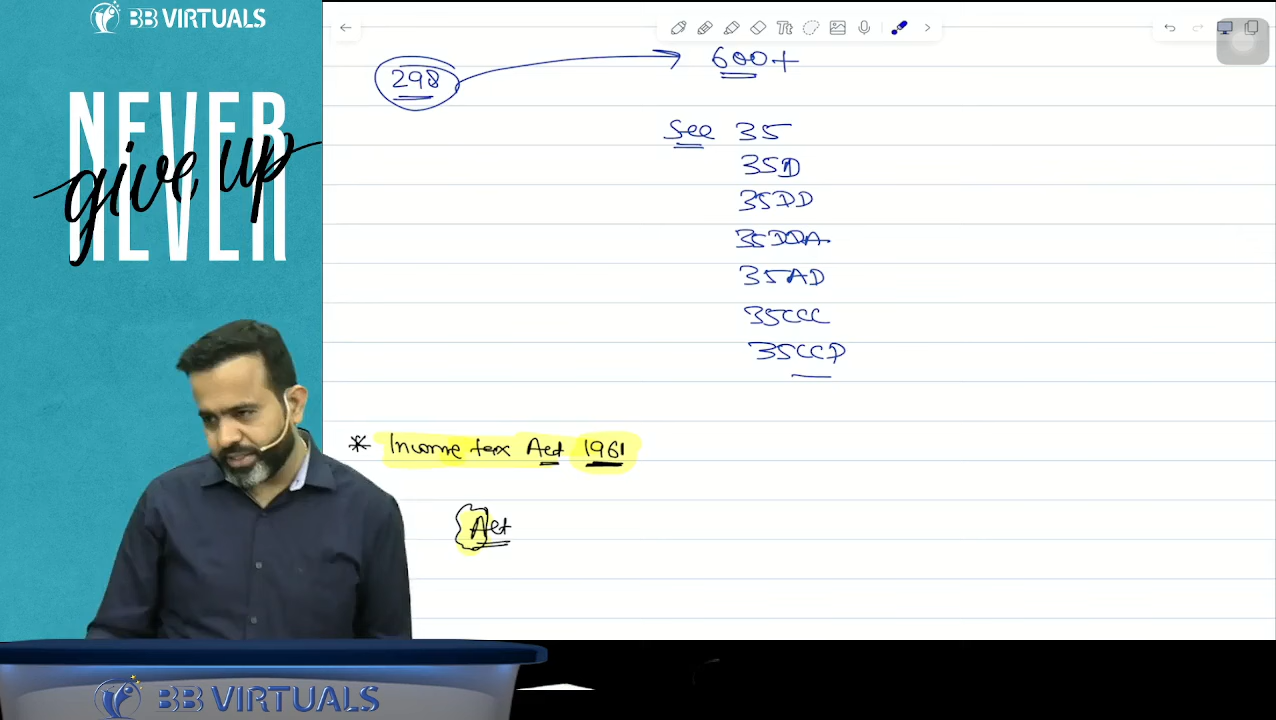 BB VIRTUALS
NEVER
give up
NEVER
298
600+
See 35
35D
35DD
35DDA
35AD
35CCC
35CCD
* Income tax Act 1961
Act
BB VIRTUALS